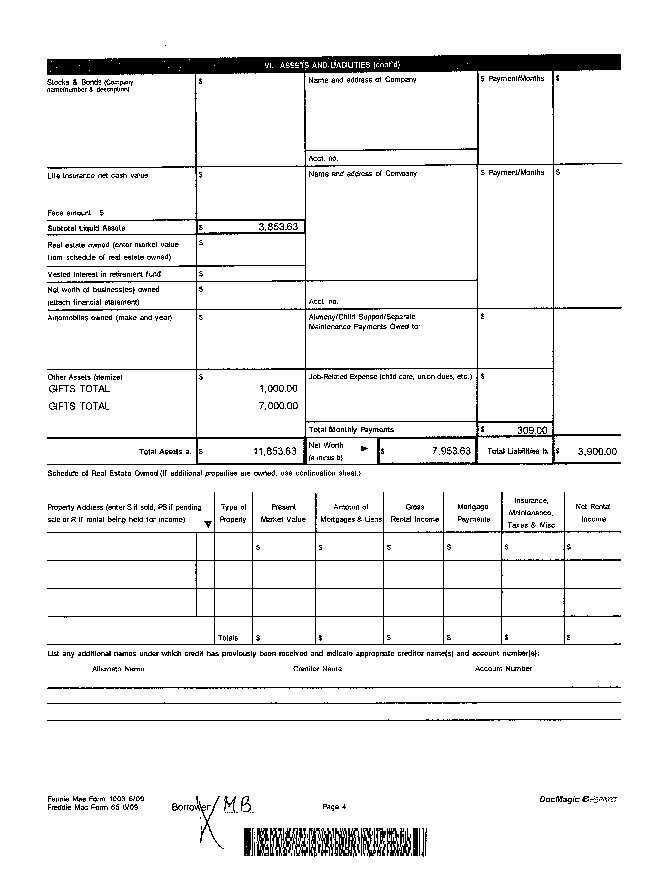 VI. ASSETS AND LIABILITIES (cont'd)
Stocks & Bonds (Company
name/number & description)
$
Name and address of Company
$ Payment/Months
$
Acct. no.
Life Insurance net cash value
$
Name and address of Company
$ Payment/Months
$
Face amount $
Subtotal Liquid Assets
$ 3,853.63
Real estate owned (enter market value
from schedule of real estate owned)
$
Vested interest in retirement fund
$
Net worth of business(es) owned
(attach financial statement)
$
Acct. no.
Automobiles owned (make and year)
$
Alimony/Child Support/Separate
Maintenance Payments Owed to:
$
Other Assets (itemize)
$
Job-Related Expense (child care, union dues, etc.)
$
GIFTS TOTAL 1,000.00
GIFTS TOTAL 7,000.00
Total Monthly Payments $ 309.00
Total Assets a. $ 11,853.63
Net Worth
(a minus b)
$ 7,953.63
Total Liabilities b. $ 3,900.00
Schedule of Real Estate Owned (If additional properties are owned, use continuation sheet.)
Property Address (enter S if sold, PS if pending
sale or R if rental being held for income)
Type of
Property
Present
Market Value
Amount of
Mortgages & Liens
Gross
Rental Income
Mortgage
Payments
Insurance,
Maintenance,
Taxes & Misc
Net Rental
Income
$ $ $ $ $ $
Totals $ $ $ $ $ $
List any additional names under which credit has previously been received and indicate appropriate creditor name(s) and account number(s):
Alternate Name Creditor Name Account Number
Fannie Mae Form 1003 6/09
Freddie Mac Form 65 6/09
Borrower MB
Page 4
DocMagic